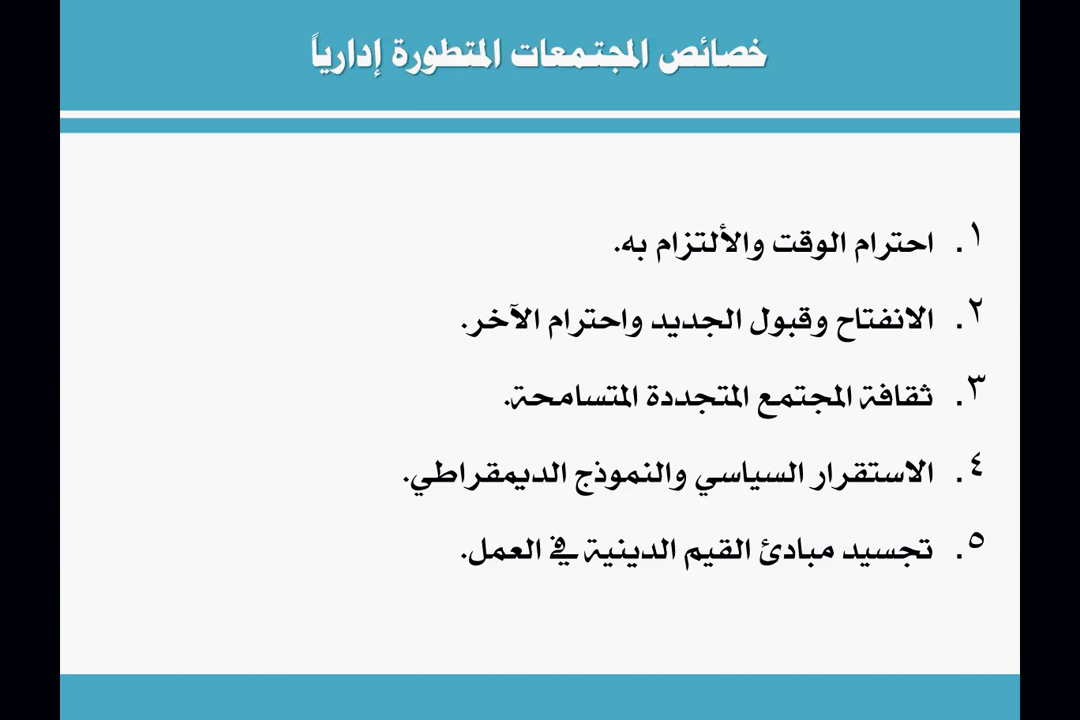 خصائص المجتمعات المتطورة إدارياً
١. احترام الوقت والألتزام به.
٢. الانفتاح وقبول الجديد واحترام الآخر.
٣. ثقافة المجتمع المتجددة المتسامحة.
٤. الاستقرار السياسي والنموذج الديمقراطي.
٥. تجسيد مبادئ القيم الدينية في العمل.